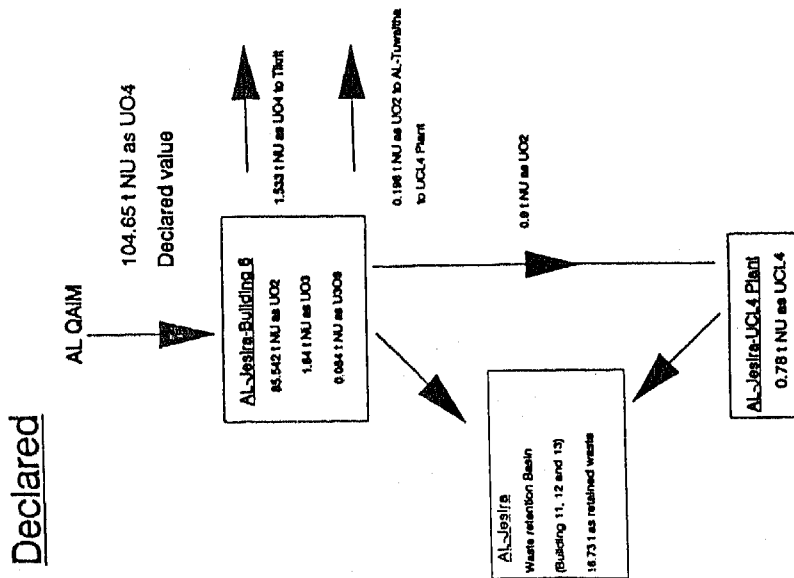 Declared
AL QAIM
104.65 t NU as UO4
Declared value
AL-Jesira-Building 6
85.542 t NU as UO2
1.84 t NU as UO3
0.084 t NU as U3O8
1.533 t NU as UO4 to Tikrit
0.198 t NU as UO2 to AL-Tuwaitha
to UCL4 Plant
0.9 t NU as UO2
AL-Jesira
Waste retention Basin
(Building 11, 12 and 13)
16.73 t as retained waste
AL-Jesira-UCL4 Plant
0.78 t NU as UCL4